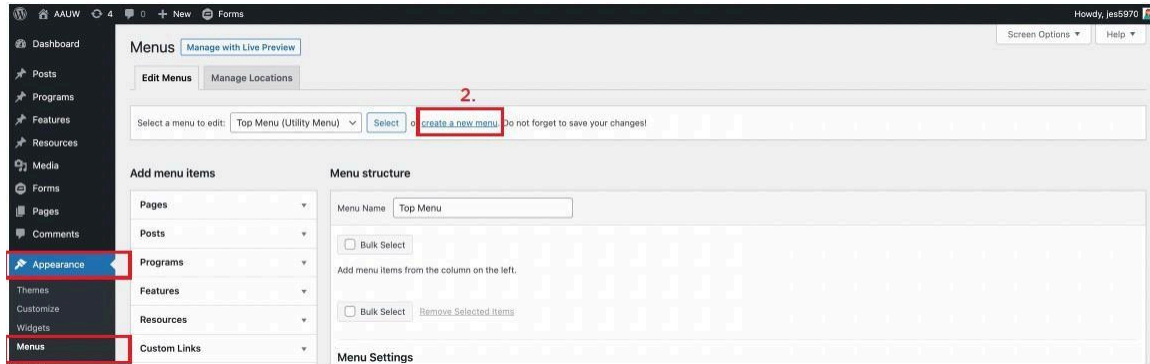 AAUW 4 0 + New Forms Howdy, jes5970
Dashboard
Posts
Programs
Features
Resources
Media
Forms
Pages
Comments
Appearance
Themes
Customize
Widgets
Menus
Screen Options ▼ Help ▼
Menus Manage with Live Preview
Edit Menus Manage Locations
2.
Select a menu to edit: Top Menu (Utility Menu) Select o create a new menu. Do not forget to save your changes!
Add menu items
Pages
Posts
Programs
Features
Resources
Custom Links
Menu structure
Menu Name Top Menu
Bulk Select
Add menu items from the column on the left.
Bulk Select Remove Selected Items
Menu Settings